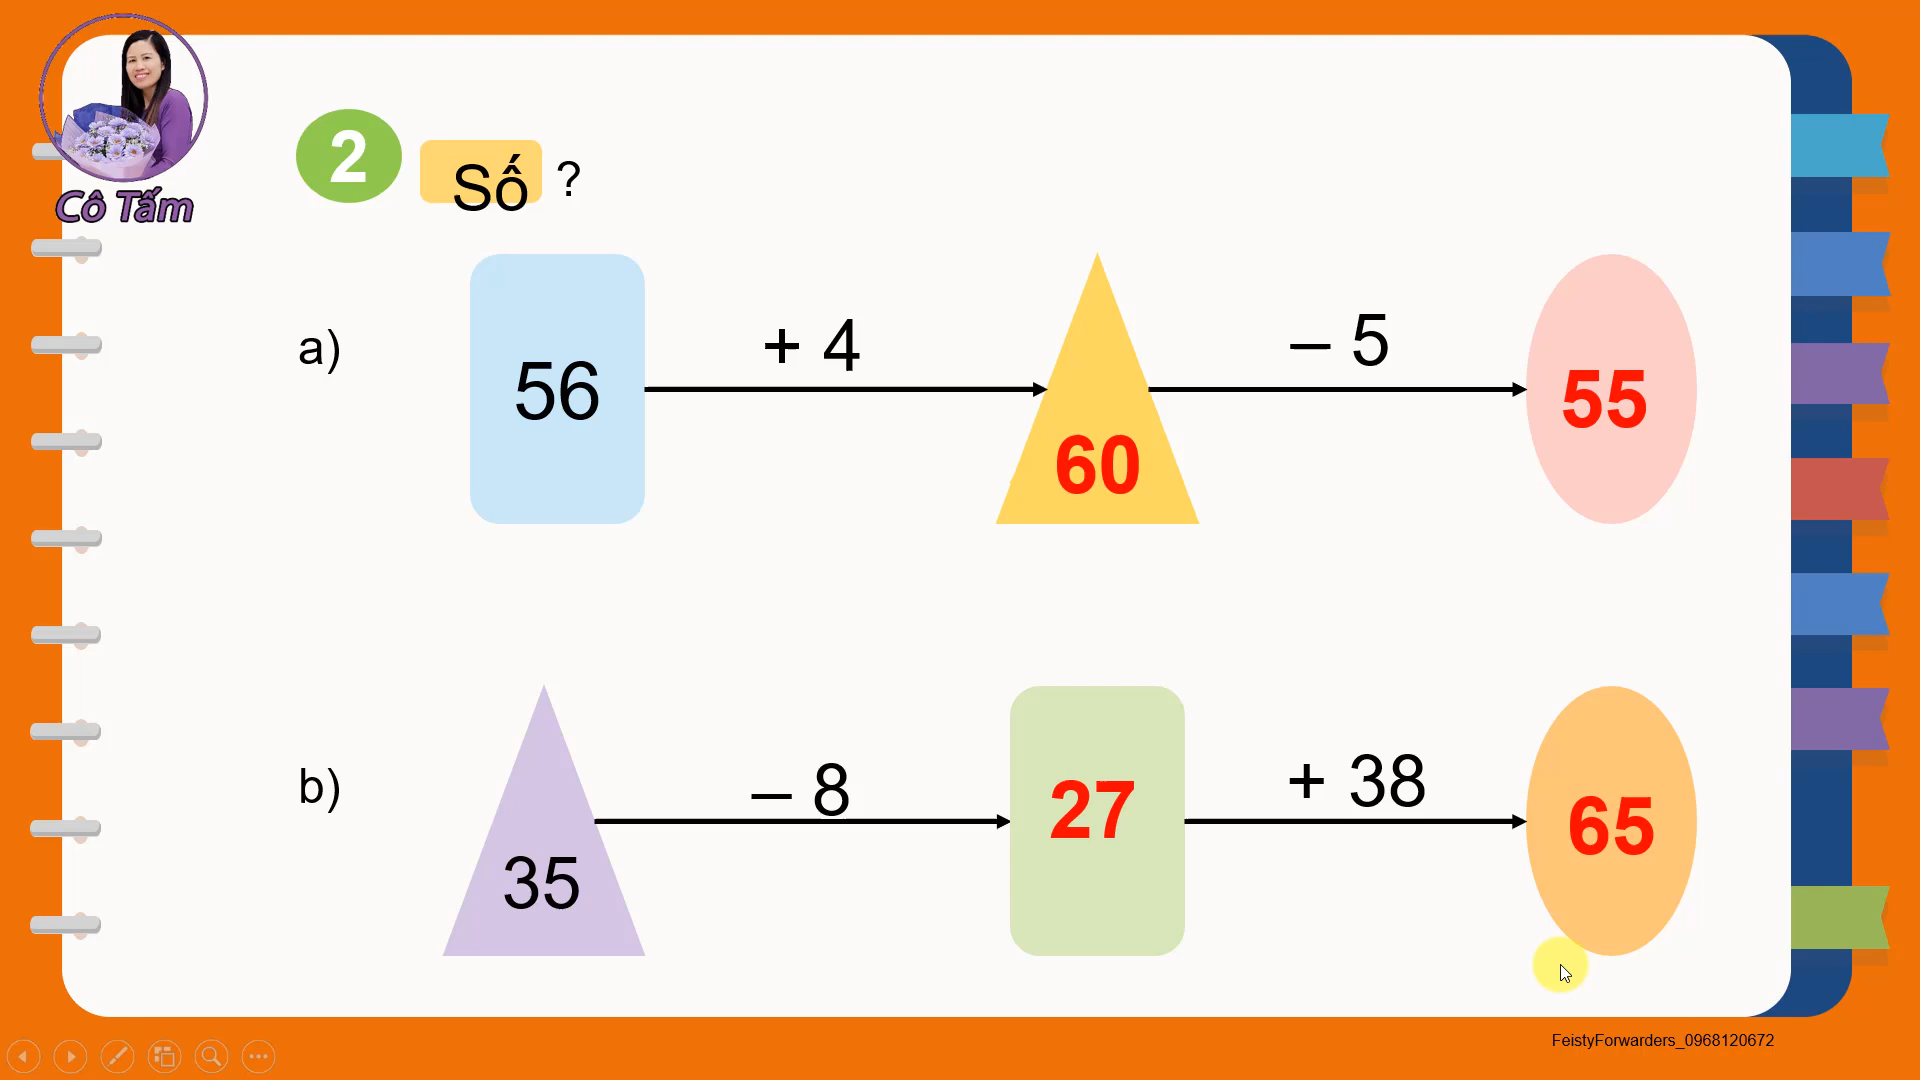 Cô Tấm
2 Số ?
a) 56 + 4 60 – 5 55
b) 35 – 8 27 + 38 65
FeistyForwarders_0968120672